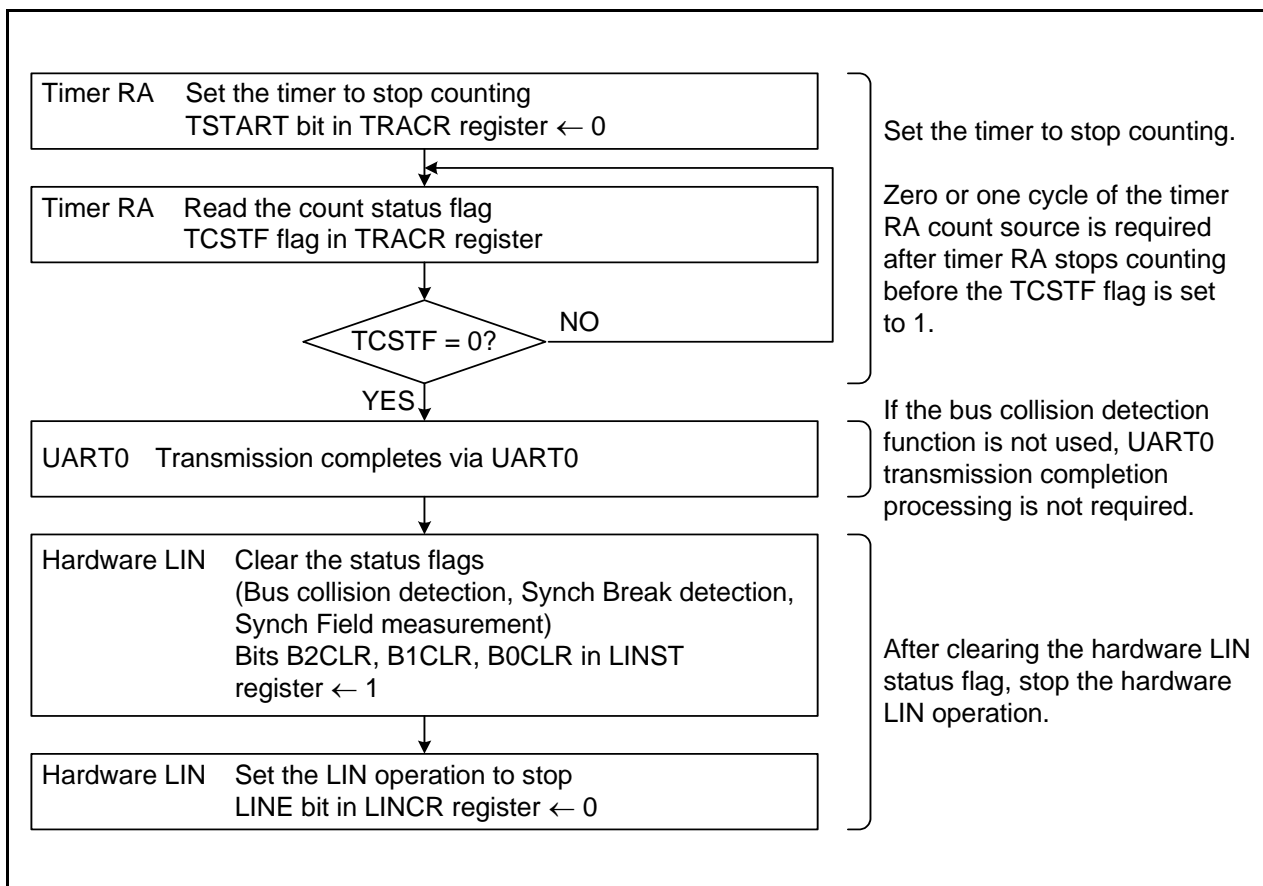 Timer RA Set the timer to stop counting
TSTART bit in TRACR register ← 0
Set the timer to stop counting.
Timer RA Read the count status flag
TCSTF flag in TRACR register
Zero or one cycle of the timer
RA count source is required
after timer RA stops counting
before the TCSTF flag is set
to 1.
TCSTF = 0?
NO
YES
UART0 Transmission completes via UART0
If the bus collision detection
function is not used, UART0
transmission completion
processing is not required.
Hardware LIN Clear the status flags
(Bus collision detection, Synch Break detection,
Synch Field measurement)
Bits B2CLR, B1CLR, B0CLR in LINST
register ← 1
After clearing the hardware LIN
status flag, stop the hardware
LIN operation.
Hardware LIN Set the LIN operation to stop
LINE bit in LINCR register ← 0